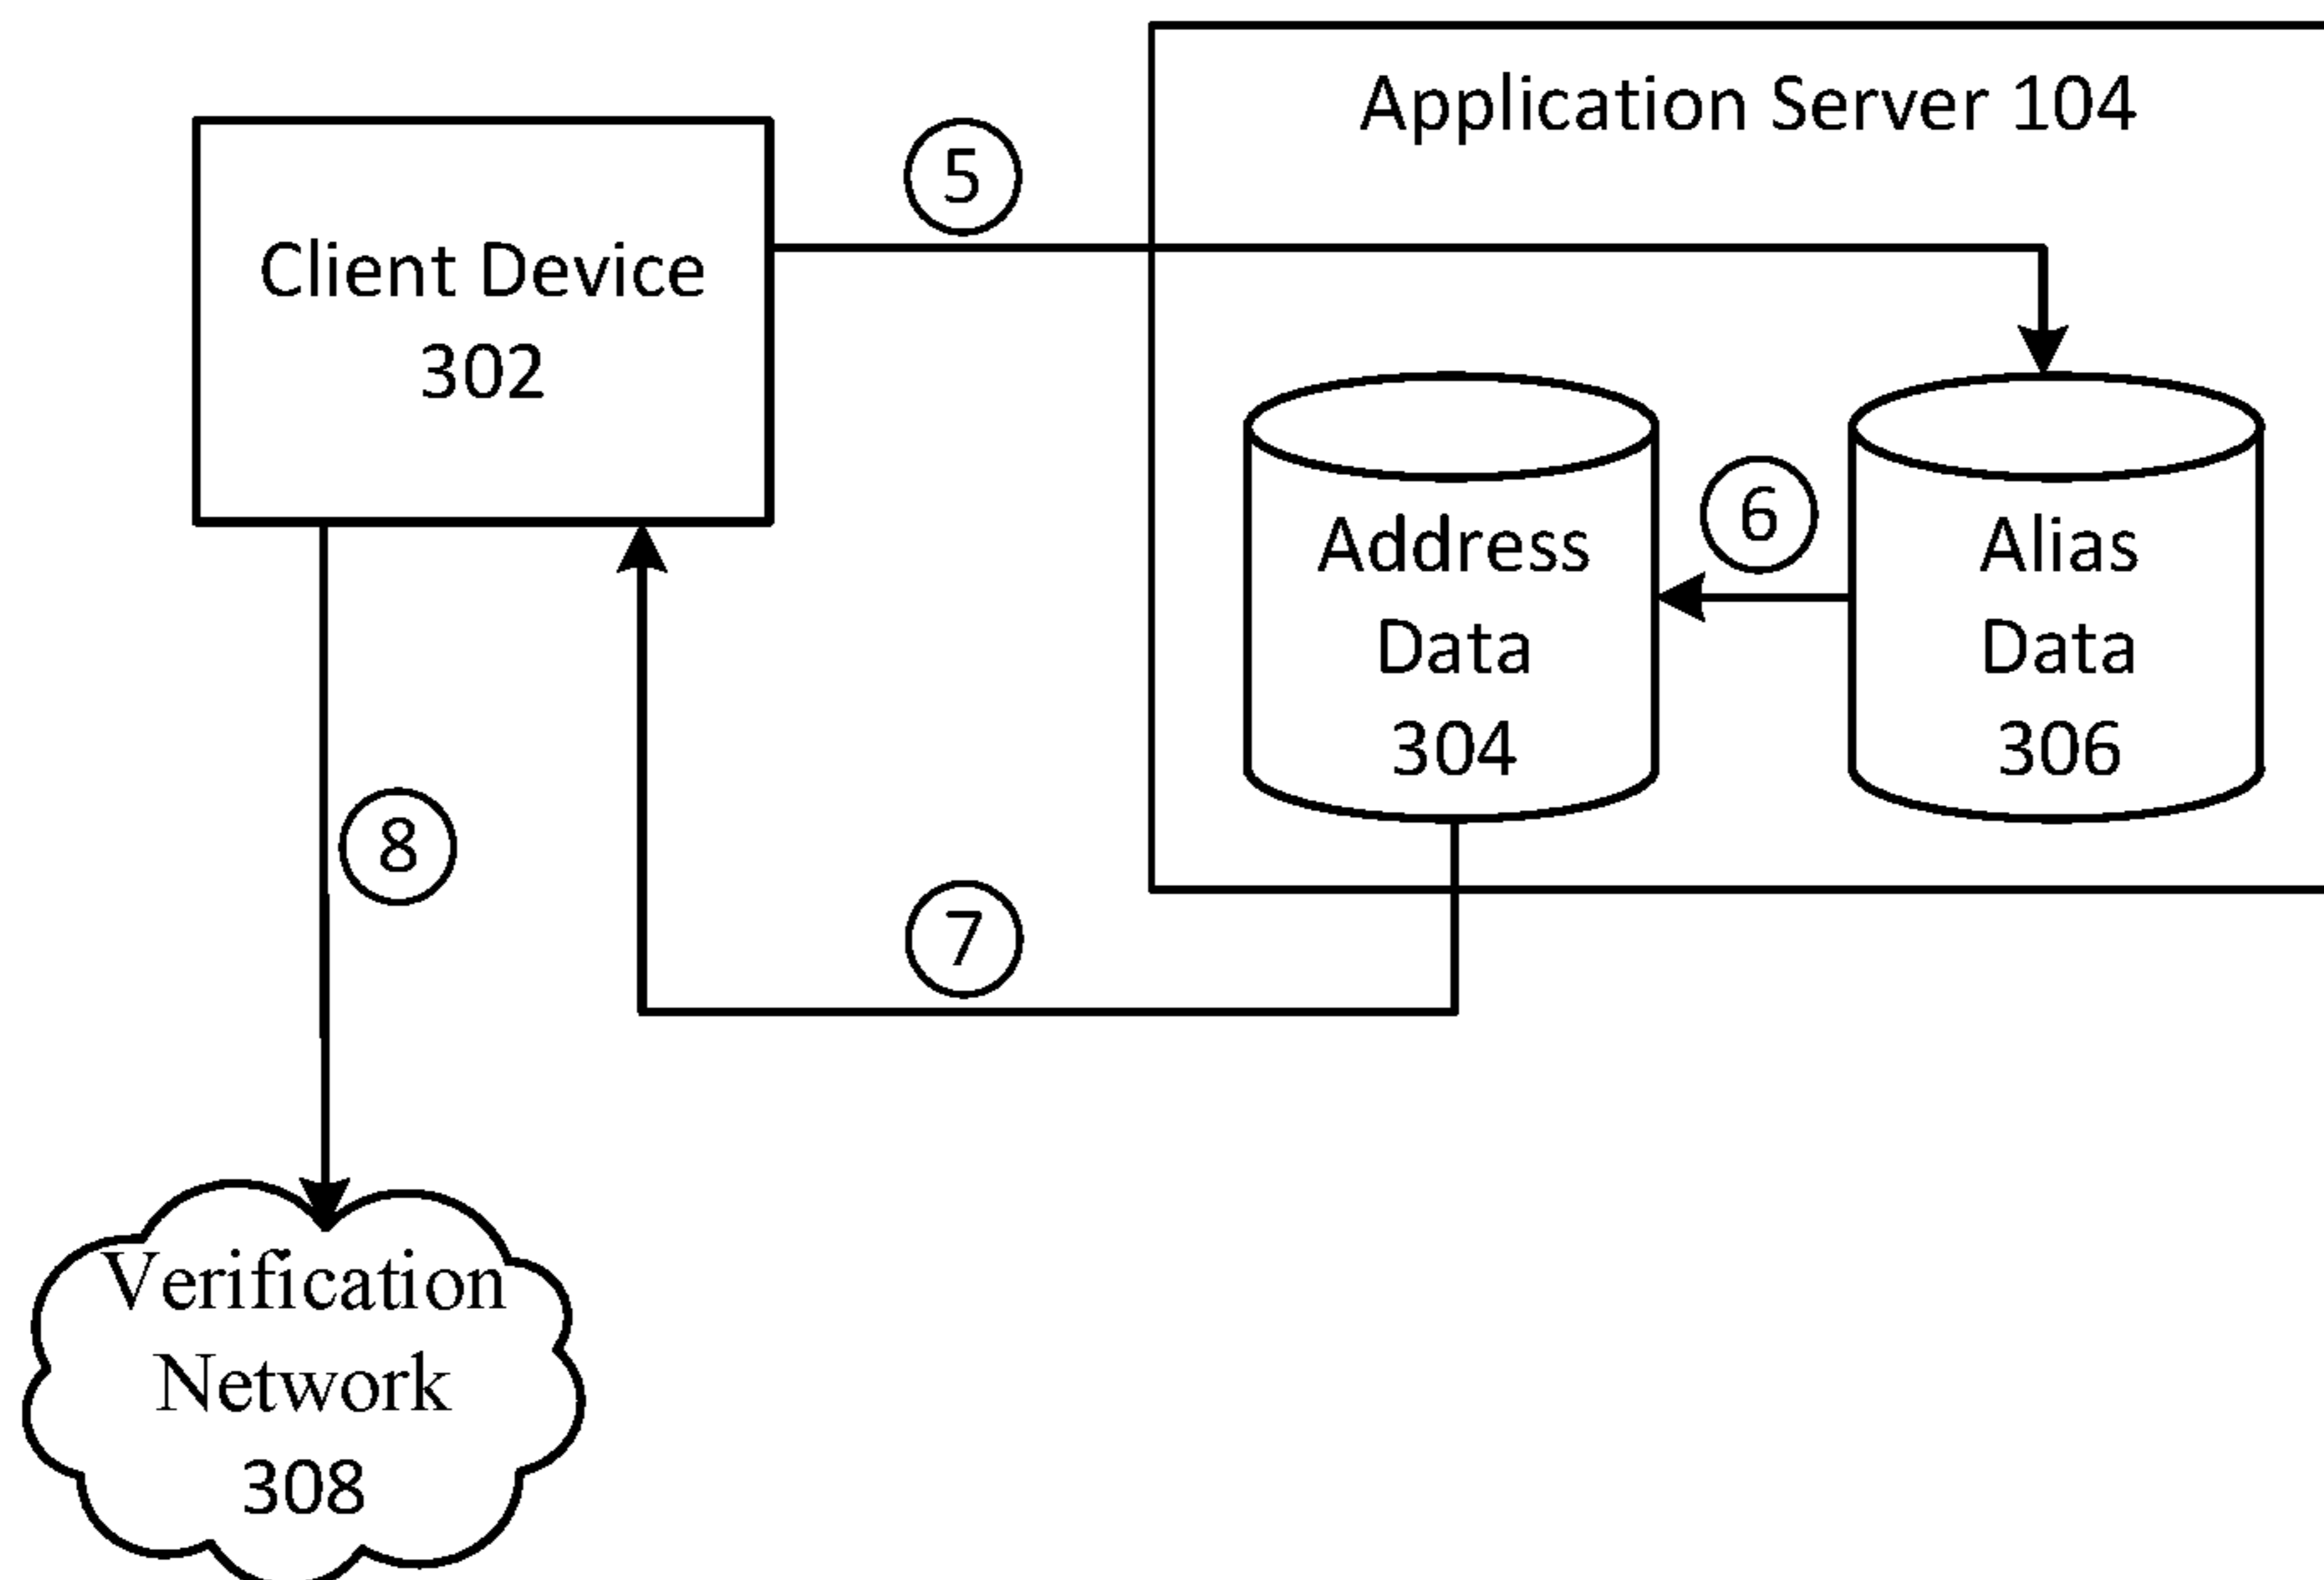 Application Server 104
5
Client Device
302
6
Address
Data
304
Alias
Data
306
8
7
Verification
Network
308